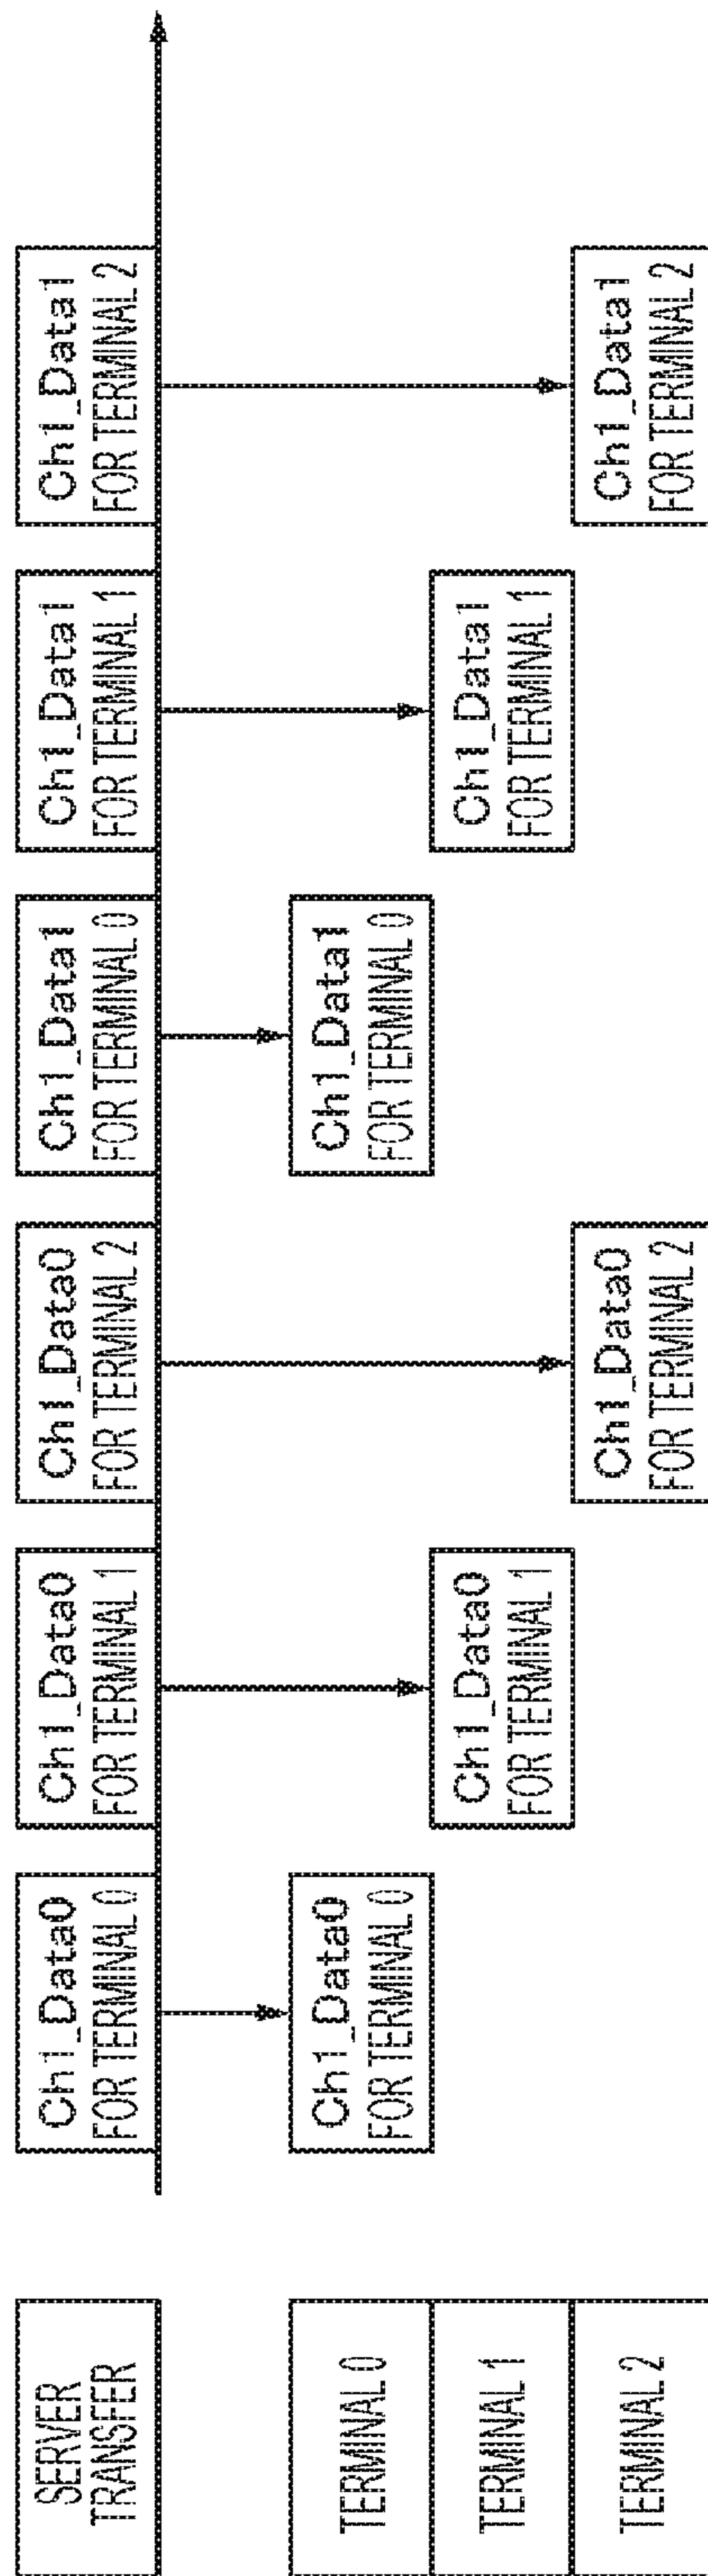 SERVER
TRANSFER
Ch1_Data0
FOR TERMINAL 0
Ch1_Data0
FOR TERMINAL 1
Ch1_Data0
FOR TERMINAL 2
Ch1_Data1
FOR TERMINAL 0
Ch1_Data1
FOR TERMINAL 1
Ch1_Data1
FOR TERMINAL 2
TERMINAL 0
Ch1_Data0
FOR TERMINAL 0
Ch1_Data1
FOR TERMINAL 0
TERMINAL 1
Ch1_Data0
FOR TERMINAL 1
Ch1_Data1
FOR TERMINAL 1
TERMINAL 2
Ch1_Data0
FOR TERMINAL 2
Ch1_Data1
FOR TERMINAL 2